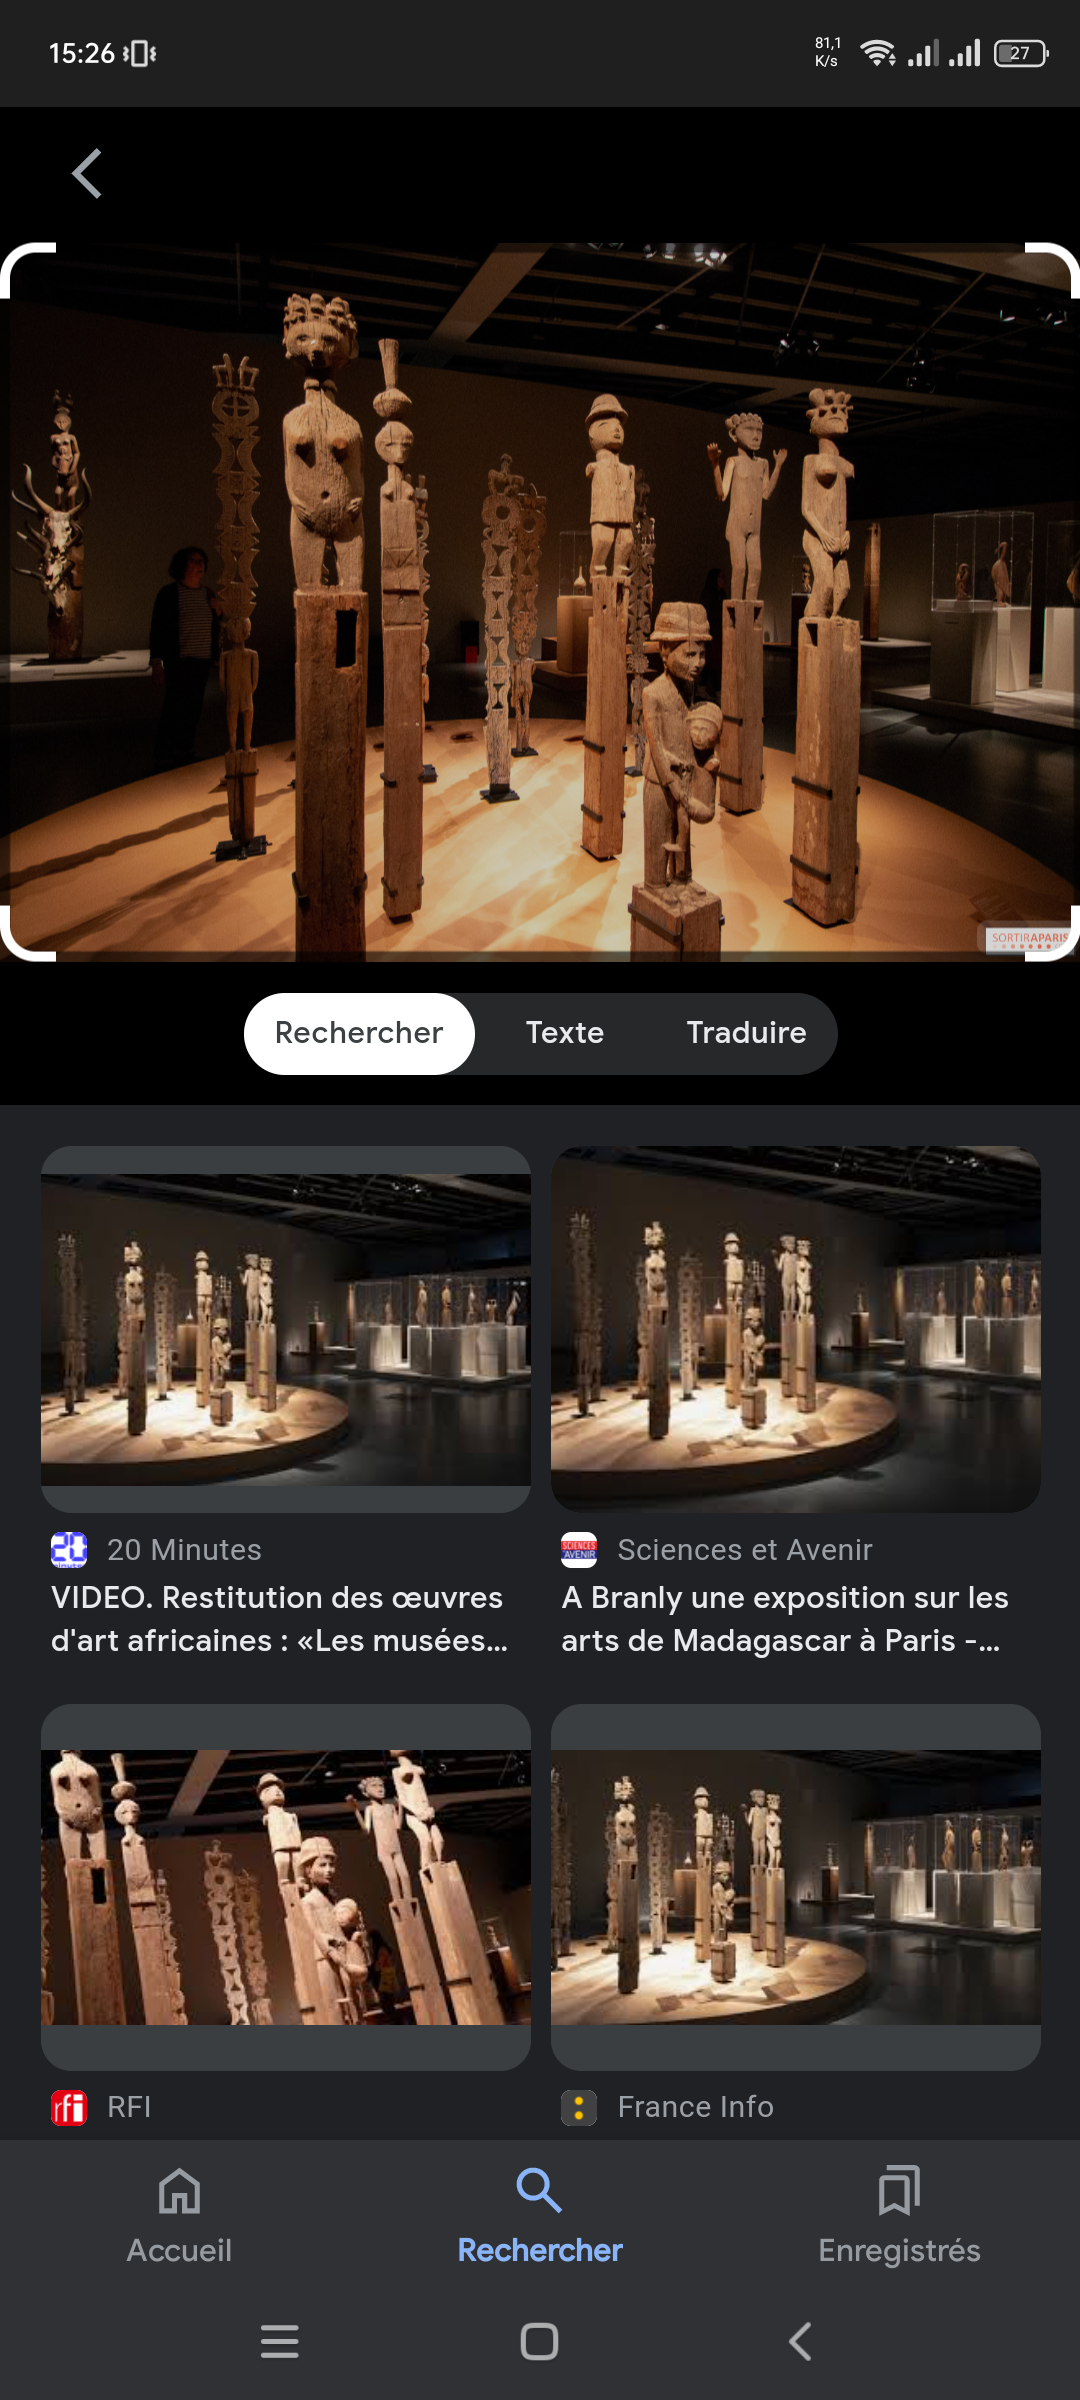 15:26
81,1
K/s
27
SORTIRAPARIS
Rechercher
Texte
Traduire
20 Minutes
VIDEO. Restitution des œuvres
d'art africaines : «Les musées...
Sciences et Avenir
A Branly une exposition sur les
arts de Madagascar à Paris -...
rfi
RFI
France Info
Accueil
Rechercher
Enregistrés